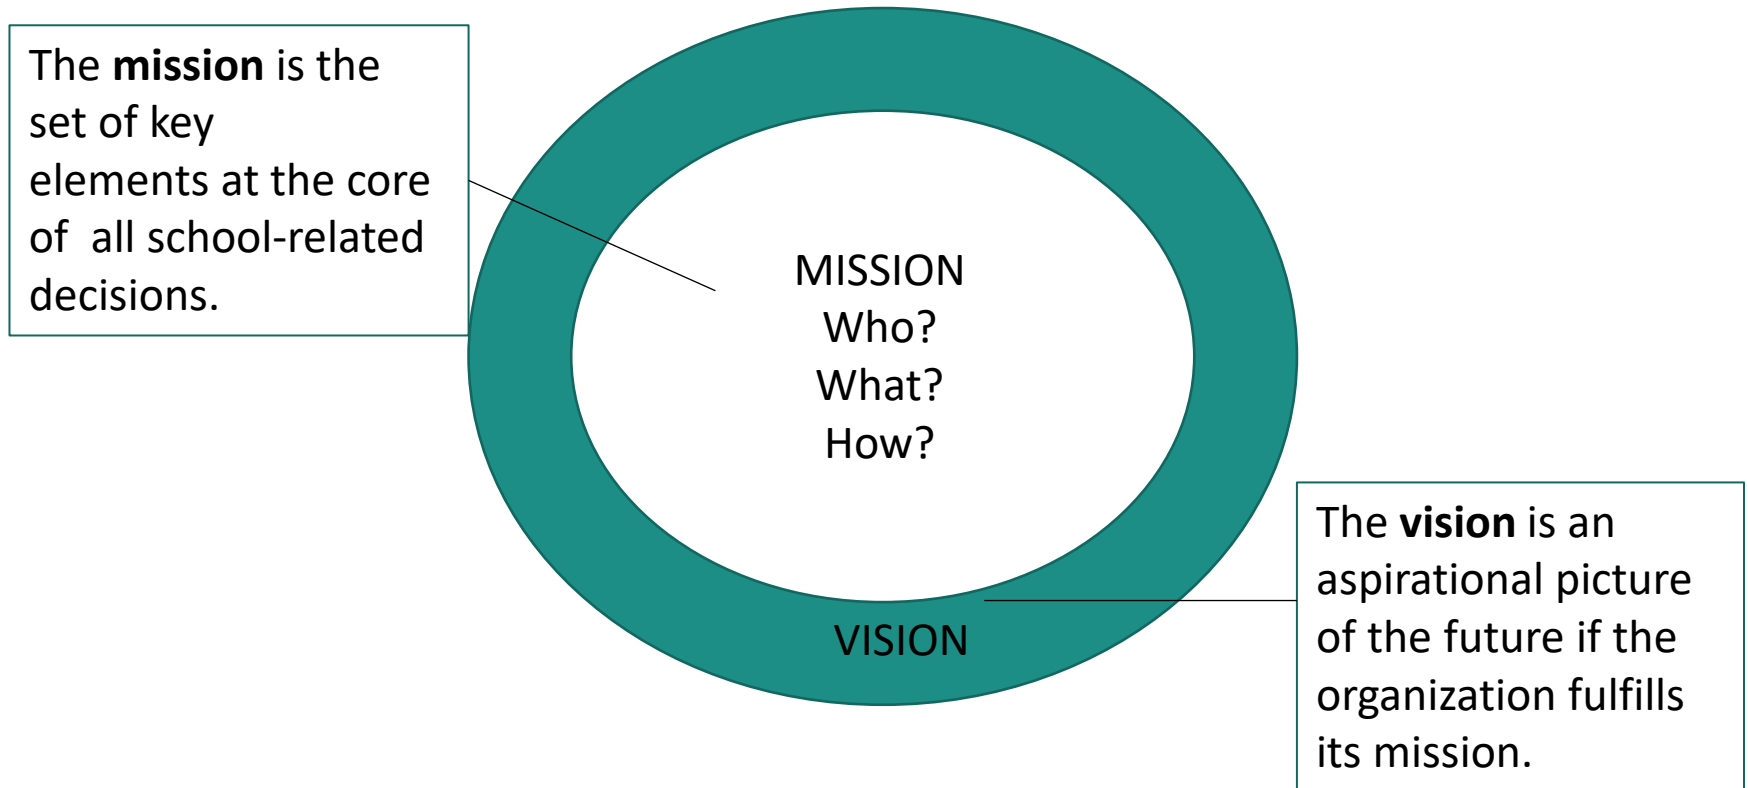 The mission is the
set of key
elements at the core
of  all school-related
decisions.
MISSION
Who?
What?
How?
VISION
The vision is an
aspirational picture
of the future if the
organization fulfills
its mission.